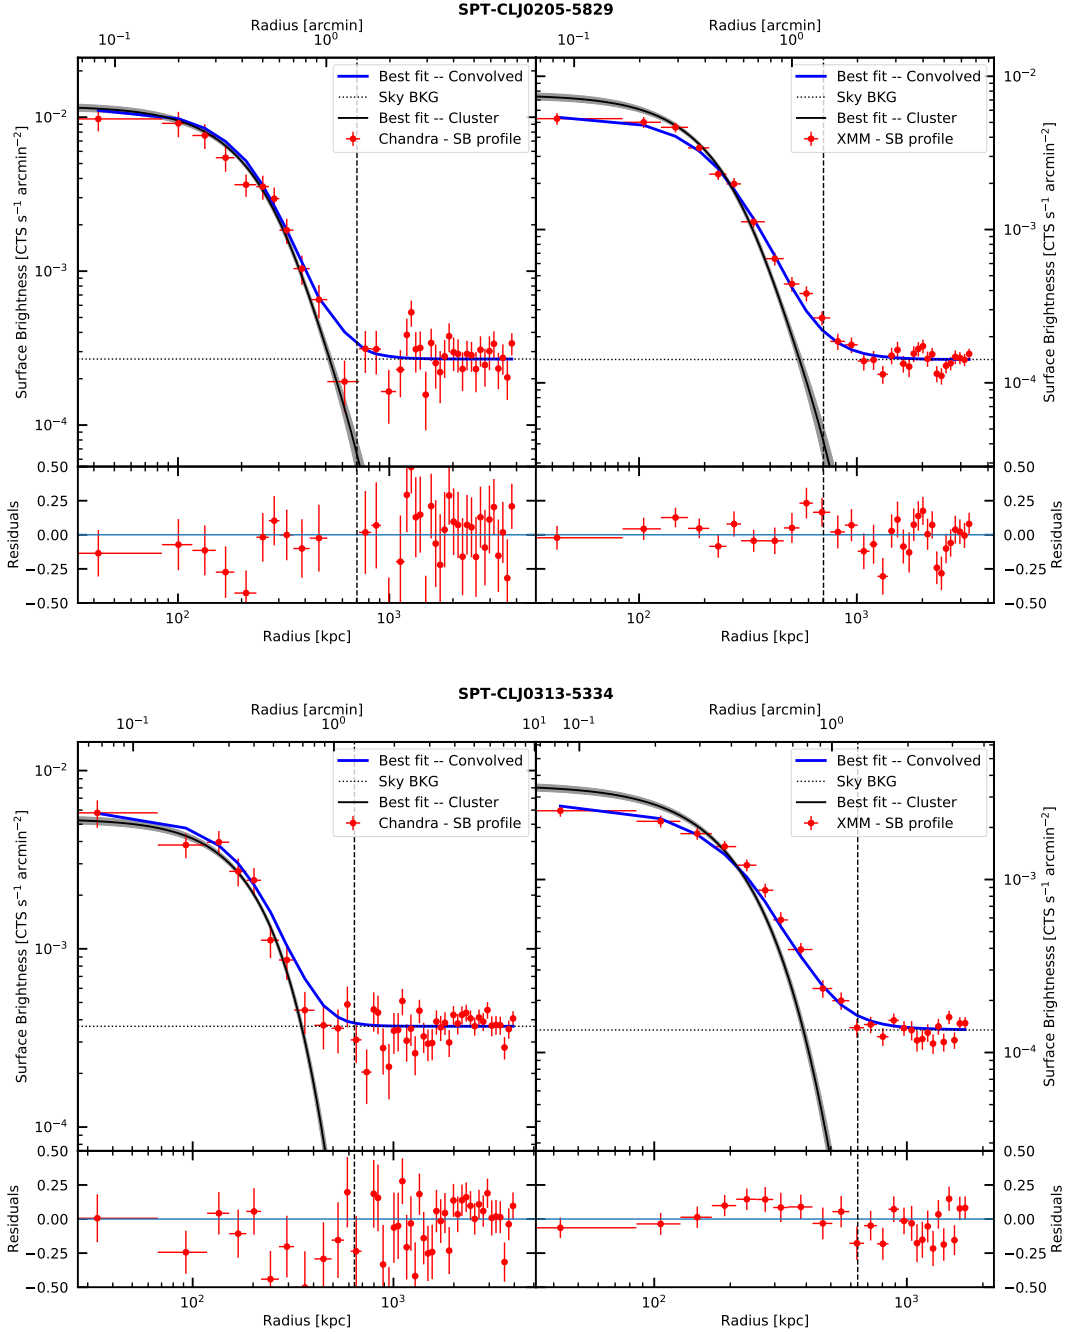 SPT-CLJ0205-5829
Radius [arcmin] Radius [arcmin]
10⁻¹ 10⁰ 10⁻¹ 10⁰
Best fit -- Convolved
Sky BKG
Best fit -- Cluster
Chandra - SB profile
Best fit -- Convolved
Sky BKG
Best fit -- Cluster
XMM - SB profile
Surface Brightness [CTS s⁻¹ arcmin⁻²]
10⁻²
10⁻³
10⁻⁴
10⁻²
10⁻³
10⁻⁴
Surface Brightnesss [CTS s⁻¹ arcmin⁻²]
Residuals
0.50
0.25
0.00
−0.25
−0.50
0.50
0.25
0.00
−0.25
−0.50
Residuals
10² 10³ 10² 10³
Radius [kpc] Radius [kpc]
SPT-CLJ0313-5334
Radius [arcmin] Radius [arcmin]
10⁻¹ 10⁰ 10¹ 10⁻¹ 10⁰
Best fit -- Convolved
Sky BKG
Best fit -- Cluster
Chandra - SB profile
Best fit -- Convolved
Sky BKG
Best fit -- Cluster
XMM - SB profile
Surface Brightness [CTS s⁻¹ arcmin⁻²]
10⁻²
10⁻³
10⁻⁴
10⁻³
10⁻⁴
Surface Brightnesss [CTS s⁻¹ arcmin⁻²]
Residuals
0.50
0.25
0.00
−0.25
−0.50
0.50
0.25
0.00
−0.25
−0.50
Residuals
10² 10³ 10² 10³
Radius [kpc] Radius [kpc]